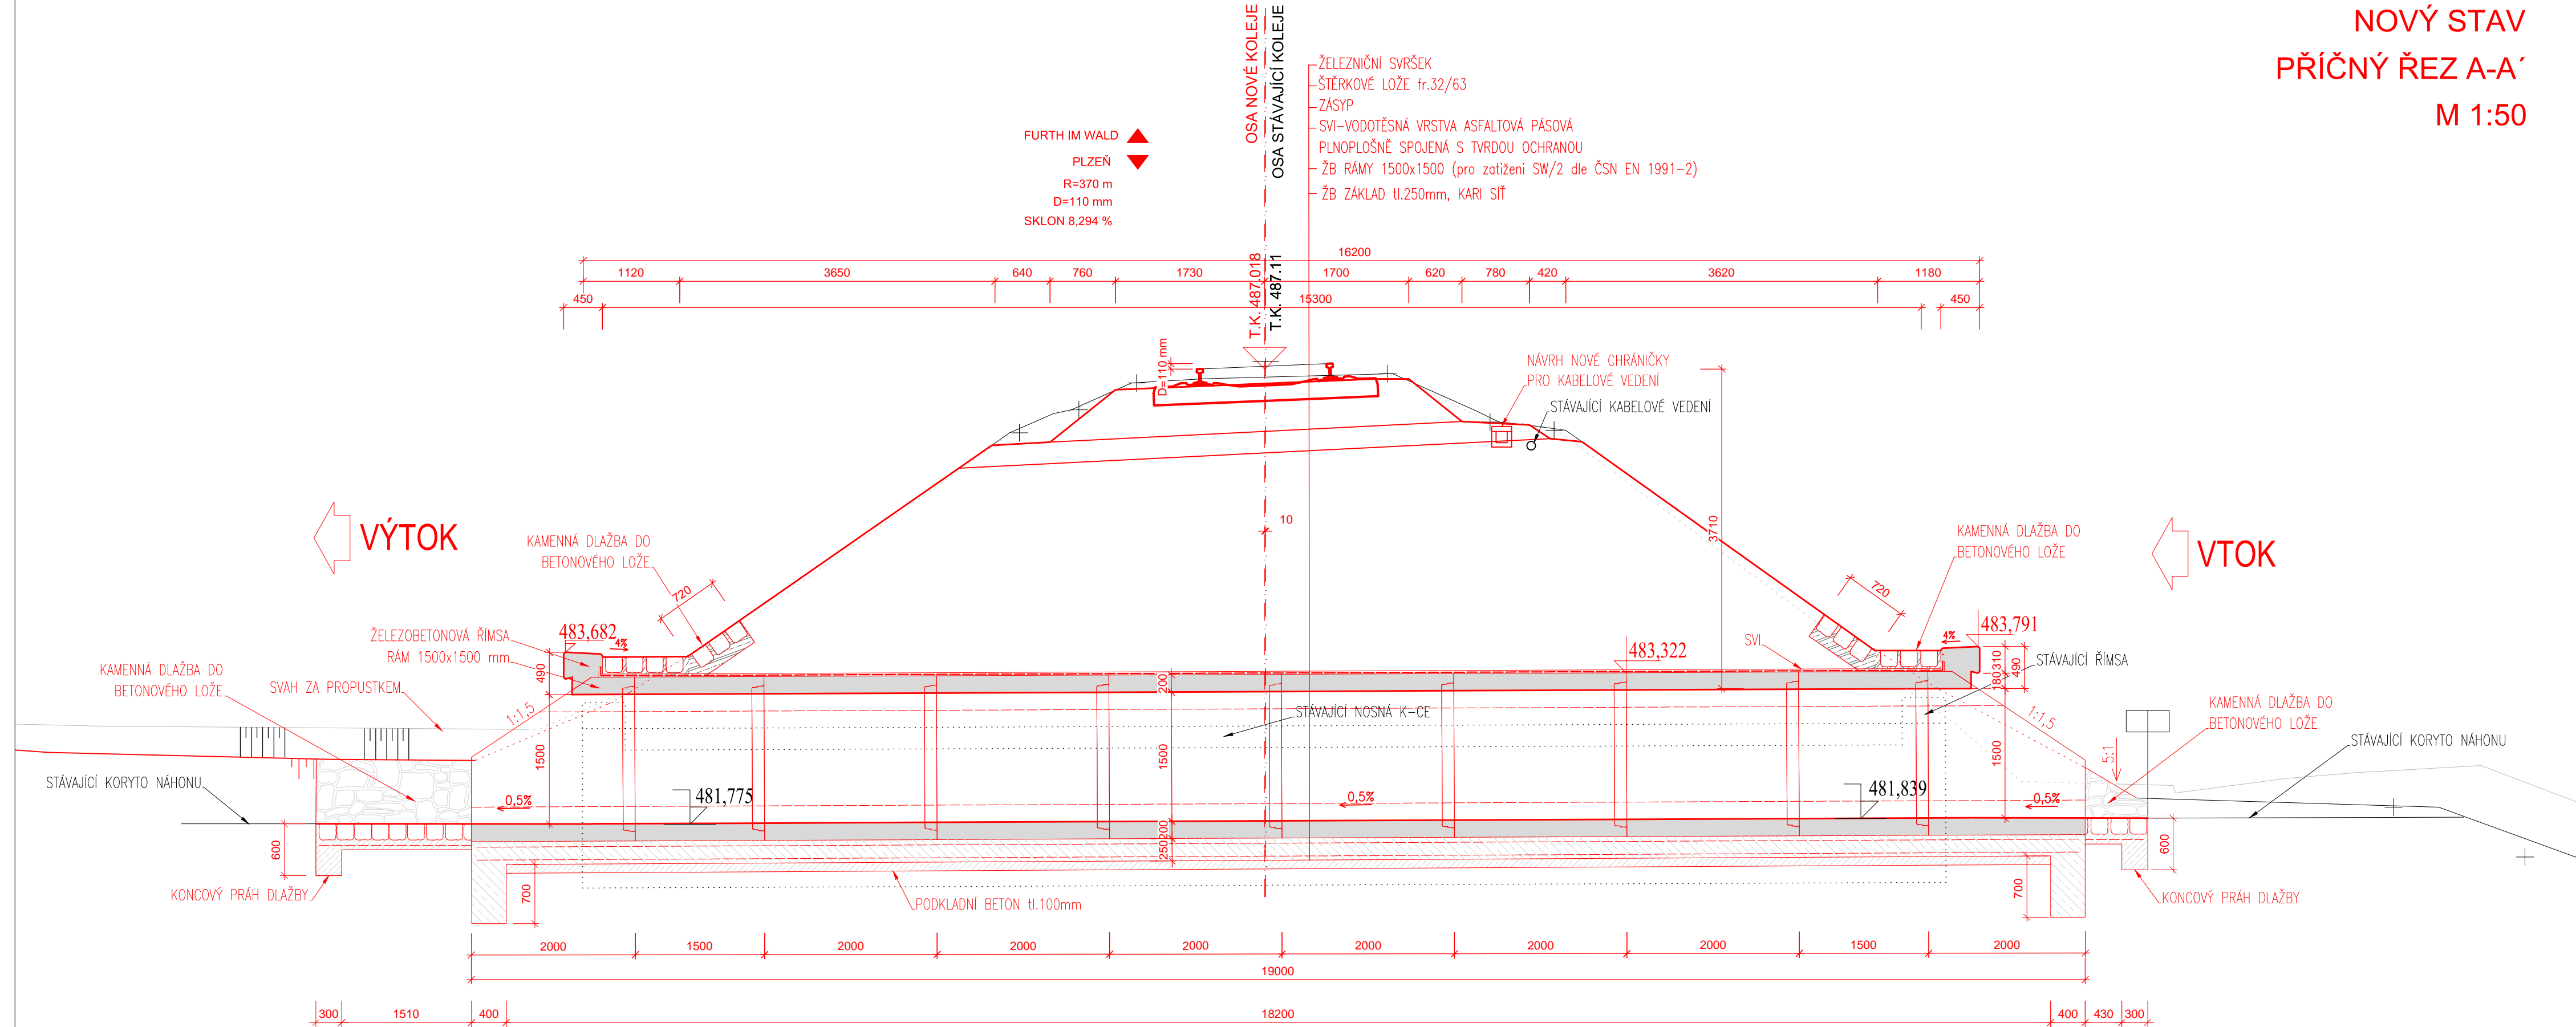 NOVÝ STAV
PŘÍČNÝ ŘEZ A-A´
M 1:50
OSA NOVÉ KOLEJE
OSA STÁVAJÍCÍ KOLEJE
ŽELEZNIČNÍ SVRŠEK
ŠTĚRKOVÉ LOŽE fr.32/63
ZÁSYP
SVI-VODOTĚSNÁ VRSTVA ASFALTOVÁ PÁSOVÁ
PLNOPLOŠNĚ SPOJENÁ S TVRDOU OCHRANOU
ŽB RÁMY 1500x1500 (pro zatiženi SW/2 dle ČSN EN 1991-2)
ŽB ZÁKLAD tl.250mm, KARI SÍŤ
FURTH IM WALD
PLZEŇ
R=370 m
D=110 mm
SKLON 8,294 %
16200
1120 3650 640 760 1730 1700 620 780 420 3620 1180
450 15300 450
T.K. 487.018
T.K. 487.11
D=110 mm
NÁVRH NOVÉ CHRÁNIČKY
PRO KABELOVÉ VEDENÍ
STÁVAJÍCÍ KABELOVÉ VEDENÍ
10
3710
VÝTOK
VTOK
KAMENNÁ DLAŽBA DO
BETONOVÉHO LOŽE
720
KAMENNÁ DLAŽBA DO
BETONOVÉHO LOŽE
720
ŽELEZOBETONOVÁ ŘÍMSA
RÁM 1500x1500 mm
483,682
4%
490
KAMENNÁ DLAŽBA DO
BETONOVÉHO LOŽE
SVAH ZA PROPUSTKEM
1:1,5
1500
SVI
483,322
4%
483,791
310
180
490
STÁVAJÍCÍ ŘÍMSA
200
STÁVAJÍCÍ NOSNÁ K-CE
1500
1:1,5
1500
5:1
KAMENNÁ DLAŽBA DO
BETONOVÉHO LOŽE
STÁVAJÍCÍ KORYTO NÁHONU
STÁVAJÍCÍ KORYTO NÁHONU
0,5%
481,775
0,5%
481,839
0,5%
200
250
600
600
KONCOVÝ PRÁH DLAŽBY
700
PODKLADNÍ BETON tl.100mm
700
KONCOVÝ PRÁH DLAŽBY
2000 1500 2000 2000 2000 2000 2000 2000 1500 2000
19000
300 1510 400 18200 400 430 300